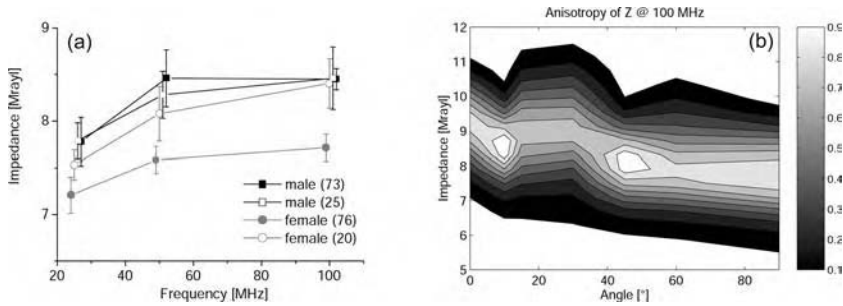 (a)
Impedance [Mrayl]
9
8
7
20 40 60 80 100
Frequency [MHz]
male (73)
male (25)
female (76)
female (20)
Anisotropy of Z @ 100 MHz
(b)
Impedance [Mrayl]
12
11
10
9
8
7
6
5
0 20 40 60 80
Angle [°]
0.9
0.8
0.7
0.6
0.5
0.4
0.3
0.2
0.1